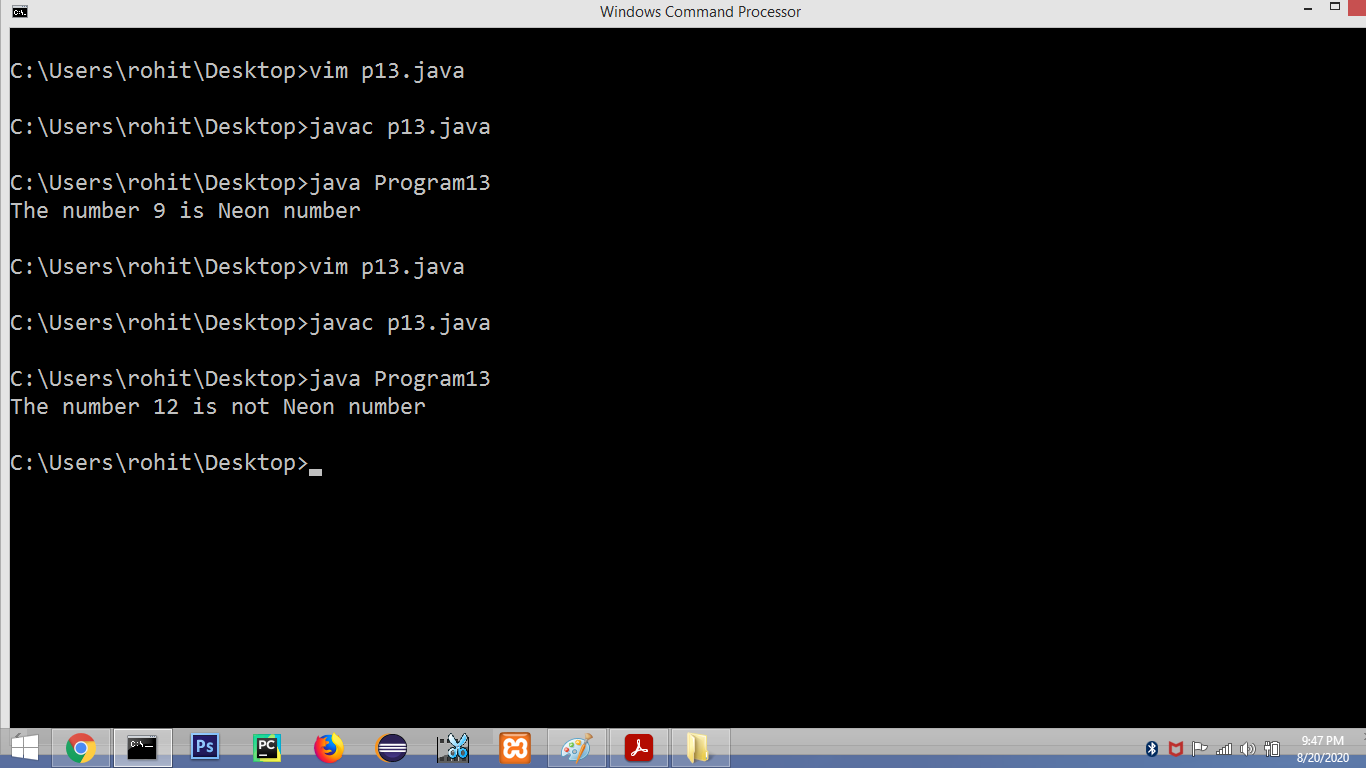 Windows Command Processor
C:\Users\rohit\Desktop>vim p13.java
C:\Users\rohit\Desktop>javac p13.java
C:\Users\rohit\Desktop>java Program13
The number 9 is Neon number
C:\Users\rohit\Desktop>vim p13.java
C:\Users\rohit\Desktop>javac p13.java
C:\Users\rohit\Desktop>java Program13
The number 12 is not Neon number
C:\Users\rohit\Desktop>
C:\
Ps
PC
9:47 PM
8/20/2020